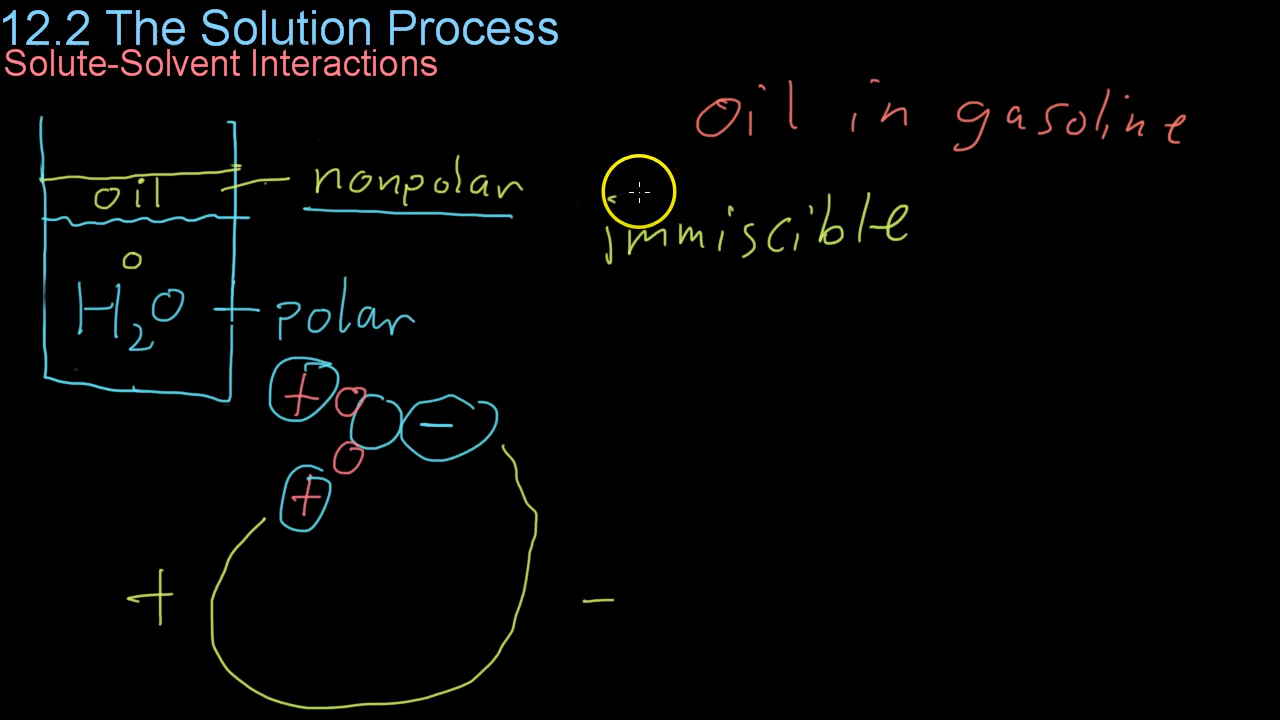 12.2 The Solution Process
Solute-Solvent Interactions
Oil in gasoline
oil
nonpolar
immiscible
H₂O
polar
+
-
+
+
-